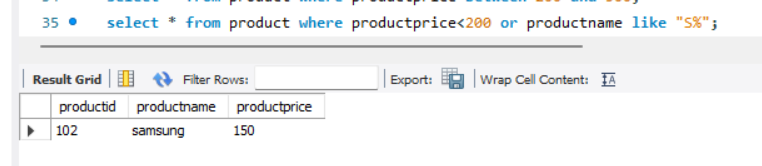 35 select * from product where productprice<200 or productname like "S%";
Result Grid Filter Rows: Export: Wrap Cell Content: IA
productid productname productprice
102 samsung 150